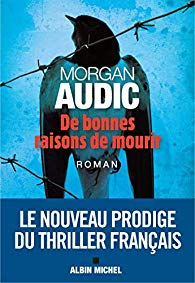 MORGAN
AUDIC
De bonnes
raisons de mourir
ROMAN
LE NOUVEAU PRODIGE
DU THRILLER FRANÇAIS
ALBIN MICHEL